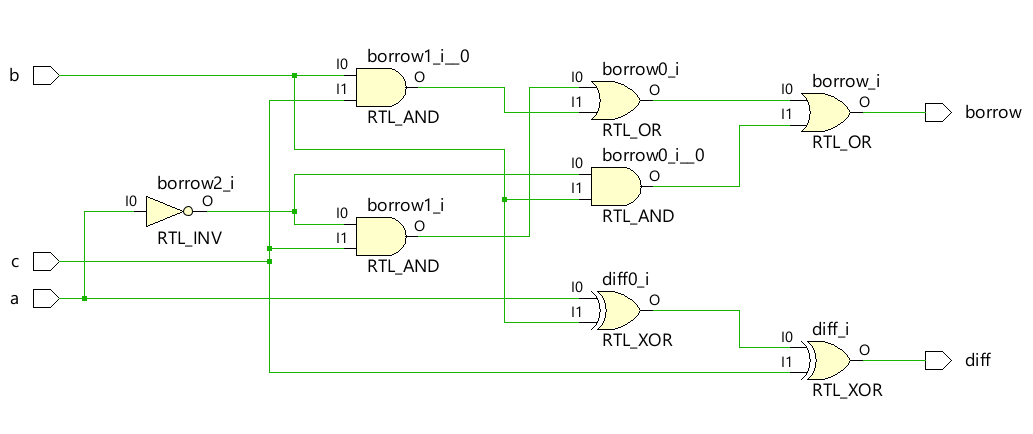 b
I0
borrow1_i__0
O
I1
RTL_AND
I0
borrow0_i
O
I1
RTL_OR
I0
borrow_i
O
I1
RTL_OR
borrow
I0
borrow2_i
O
RTL_INV
I0
borrow1_i
O
I1
RTL_AND
I0
borrow0_i__0
O
I1
RTL_AND
c
a
I0
diff0_i
O
I1
RTL_XOR
I0
diff_i
O
I1
RTL_XOR
diff